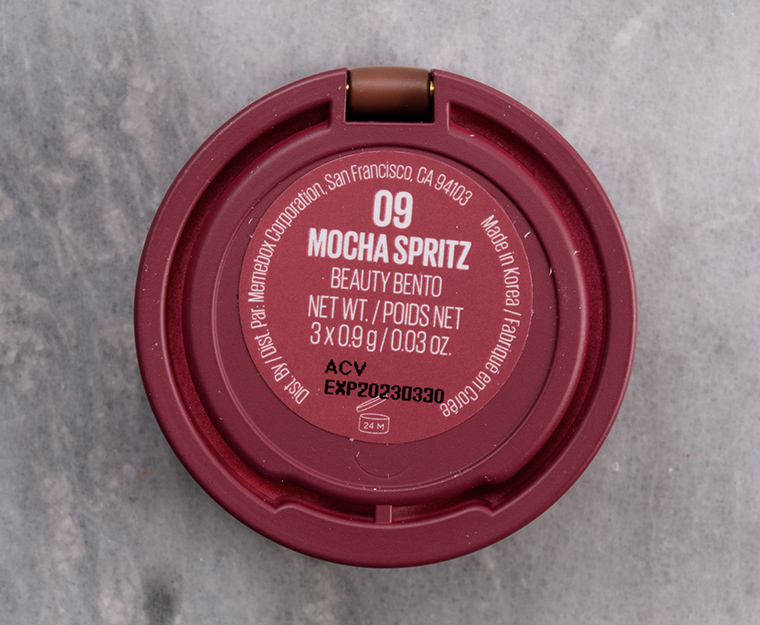 Dist. By / Dist. Par: Memebox Corporation, San Francisco, CA 94103
09
MOCHA SPRITZ
BEAUTY BENTO
NET WT. / POIDS NET
3 x 0.9 g / 0.03 oz.
ACV
EXP20230330
24 M
Made in Korea / Fabriqué en Corée